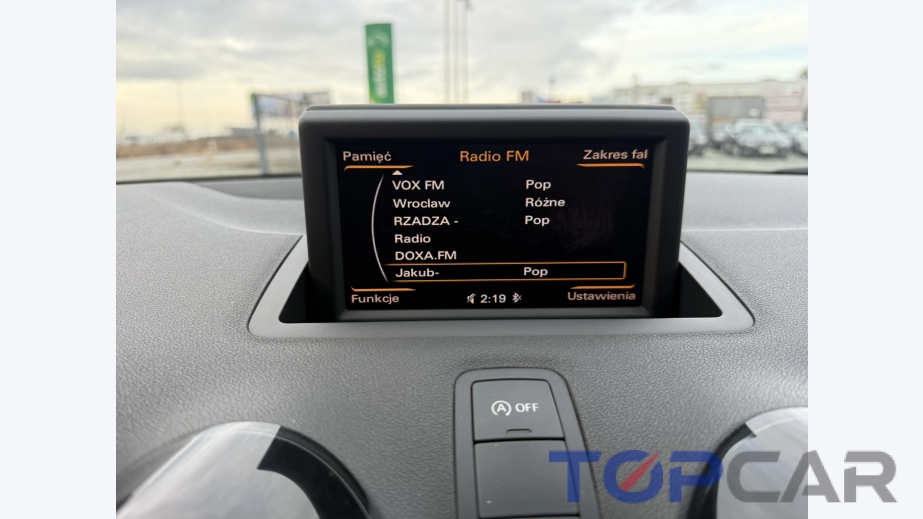 Pamięć Radio FM Zakres fal
VOX FM Pop
Wroclaw Różne
RZADZA - Pop
Radio
DOXA.FM
Jakub- Pop
Funkcje 2:19 Ustawienia
A OFF
TOPCAR